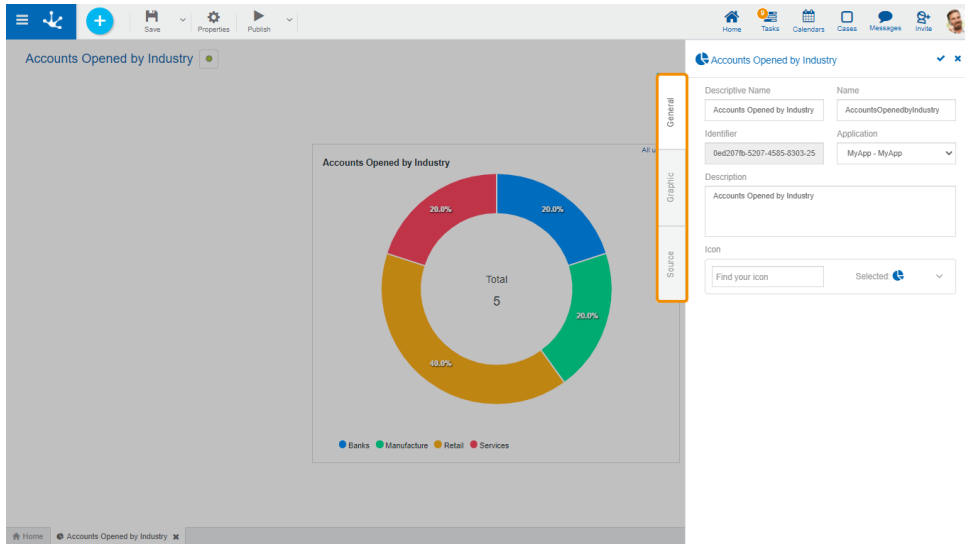 Save
Properties
Publish
Home
9
Tasks
Calendars
Cases
Messages
Invite
Accounts Opened by Industry
General
Graphic
Source
All u
Accounts Opened by Industry
20.0%
20.0%
20.0%
40.0%
Total
5
Banks Manufacture Retail Services
Accounts Opened by Industry
Descriptive Name Name
Accounts Opened by Industry AccountsOpenedbyIndustry
Identifier Application
0ed207fb-5207-4585-8303-25 MyApp - MyApp
Description
Accounts Opened by Industry
Icon
Find your icon Selected:
Home Accounts Opened by Industry